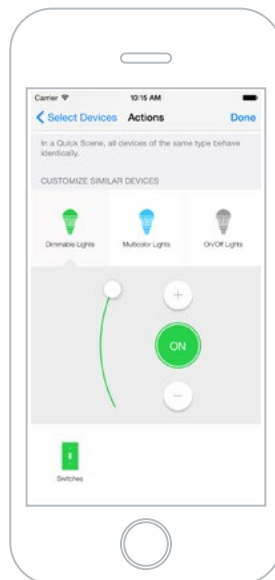 Carrier 10:15 AM
Select Devices Actions Done
In a Quick Scene, all devices of the same type behave
identically.
CUSTOMIZE SIMILAR DEVICES
Dimmable Lights Multicolor Lights On/Off Lights
+
ON
−
Switches